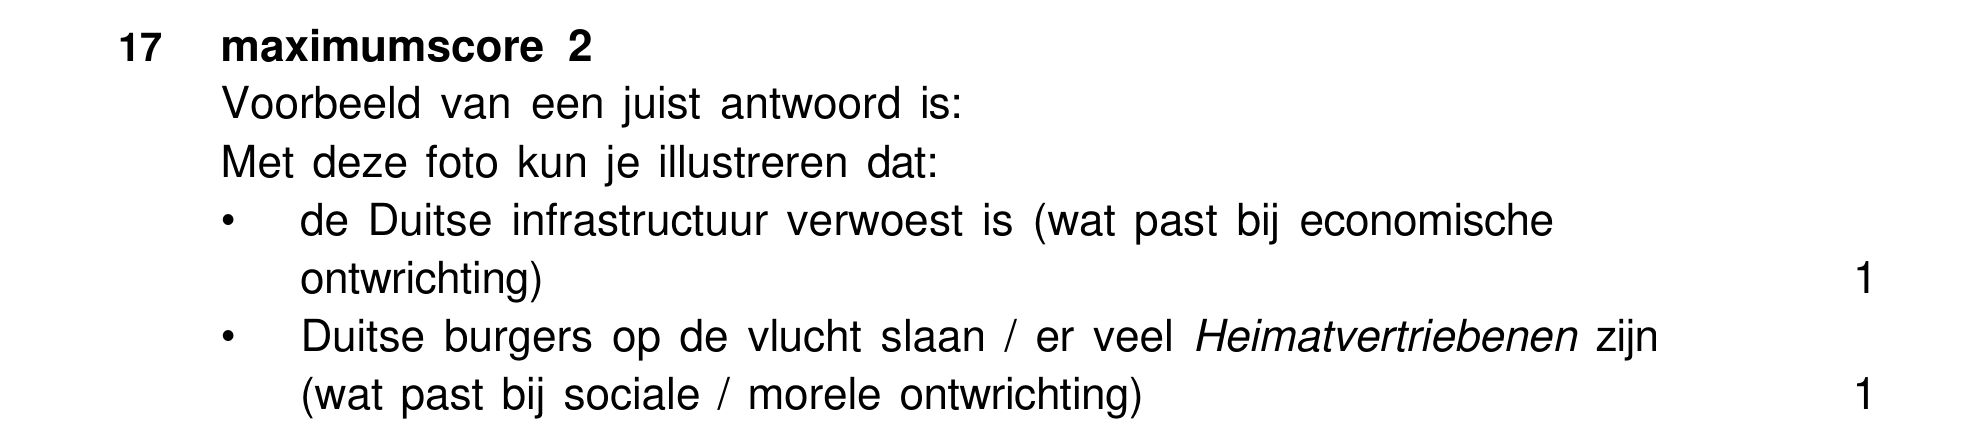 17 maximumscore 2
Voorbeeld van een juist antwoord is:
Met deze foto kun je illustreren dat:
• de Duitse infrastructuur verwoest is (wat past bij economische
ontwrichting) 1
• Duitse burgers op de vlucht slaan / er veel Heimatvertriebenen zijn
(wat past bij sociale / morele ontwrichting) 1